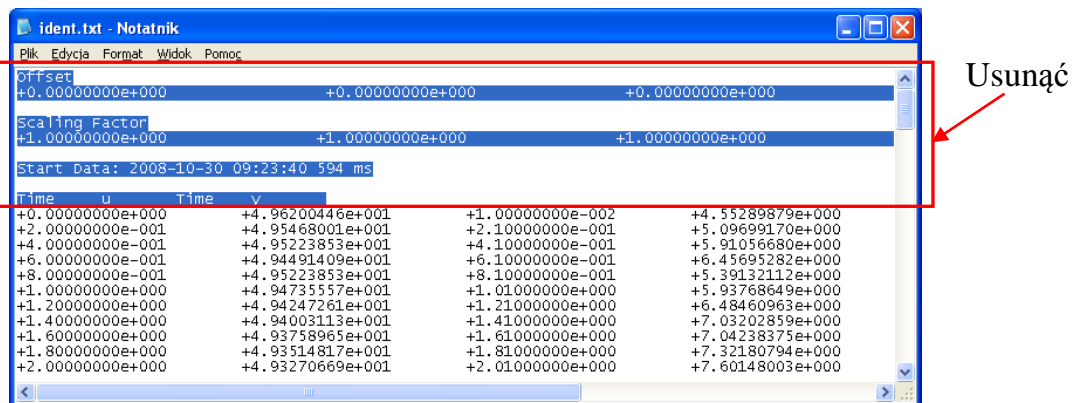 ident.txt - Notatnik
Plik Edycja Format Widok Pomoc
Offset
+0.00000000e+000 +0.00000000e+000 +0.00000000e+000
Scaling Factor
+1.00000000e+000 +1.00000000e+000 +1.00000000e+000
Start Data: 2008-10-30 09:23:40 594 ms
Time u Time y
+0.00000000e+000 +4.96200446e+001 +1.00000000e-002 +4.55289879e+000
+2.00000000e-001 +4.95468001e+001 +2.10000000e-001 +5.09699170e+000
+4.00000000e-001 +4.95223853e+001 +4.10000000e-001 +5.91056680e+000
+6.00000000e-001 +4.94491409e+001 +6.10000000e-001 +6.45695282e+000
+8.00000000e-001 +4.95223853e+001 +8.10000000e-001 +5.39132112e+000
+1.00000000e+000 +4.94735557e+001 +1.01000000e+000 +5.93768649e+000
+1.20000000e+000 +4.94247261e+001 +1.21000000e+000 +6.48460963e+000
+1.40000000e+000 +4.94003113e+001 +1.41000000e+000 +7.03202859e+000
+1.60000000e+000 +4.93758965e+001 +1.61000000e+000 +7.04238375e+000
+1.80000000e+000 +4.93514817e+001 +1.81000000e+000 +7.32180794e+000
+2.00000000e+000 +4.93270669e+001 +2.01000000e+000 +7.60148003e+000
Usunąć